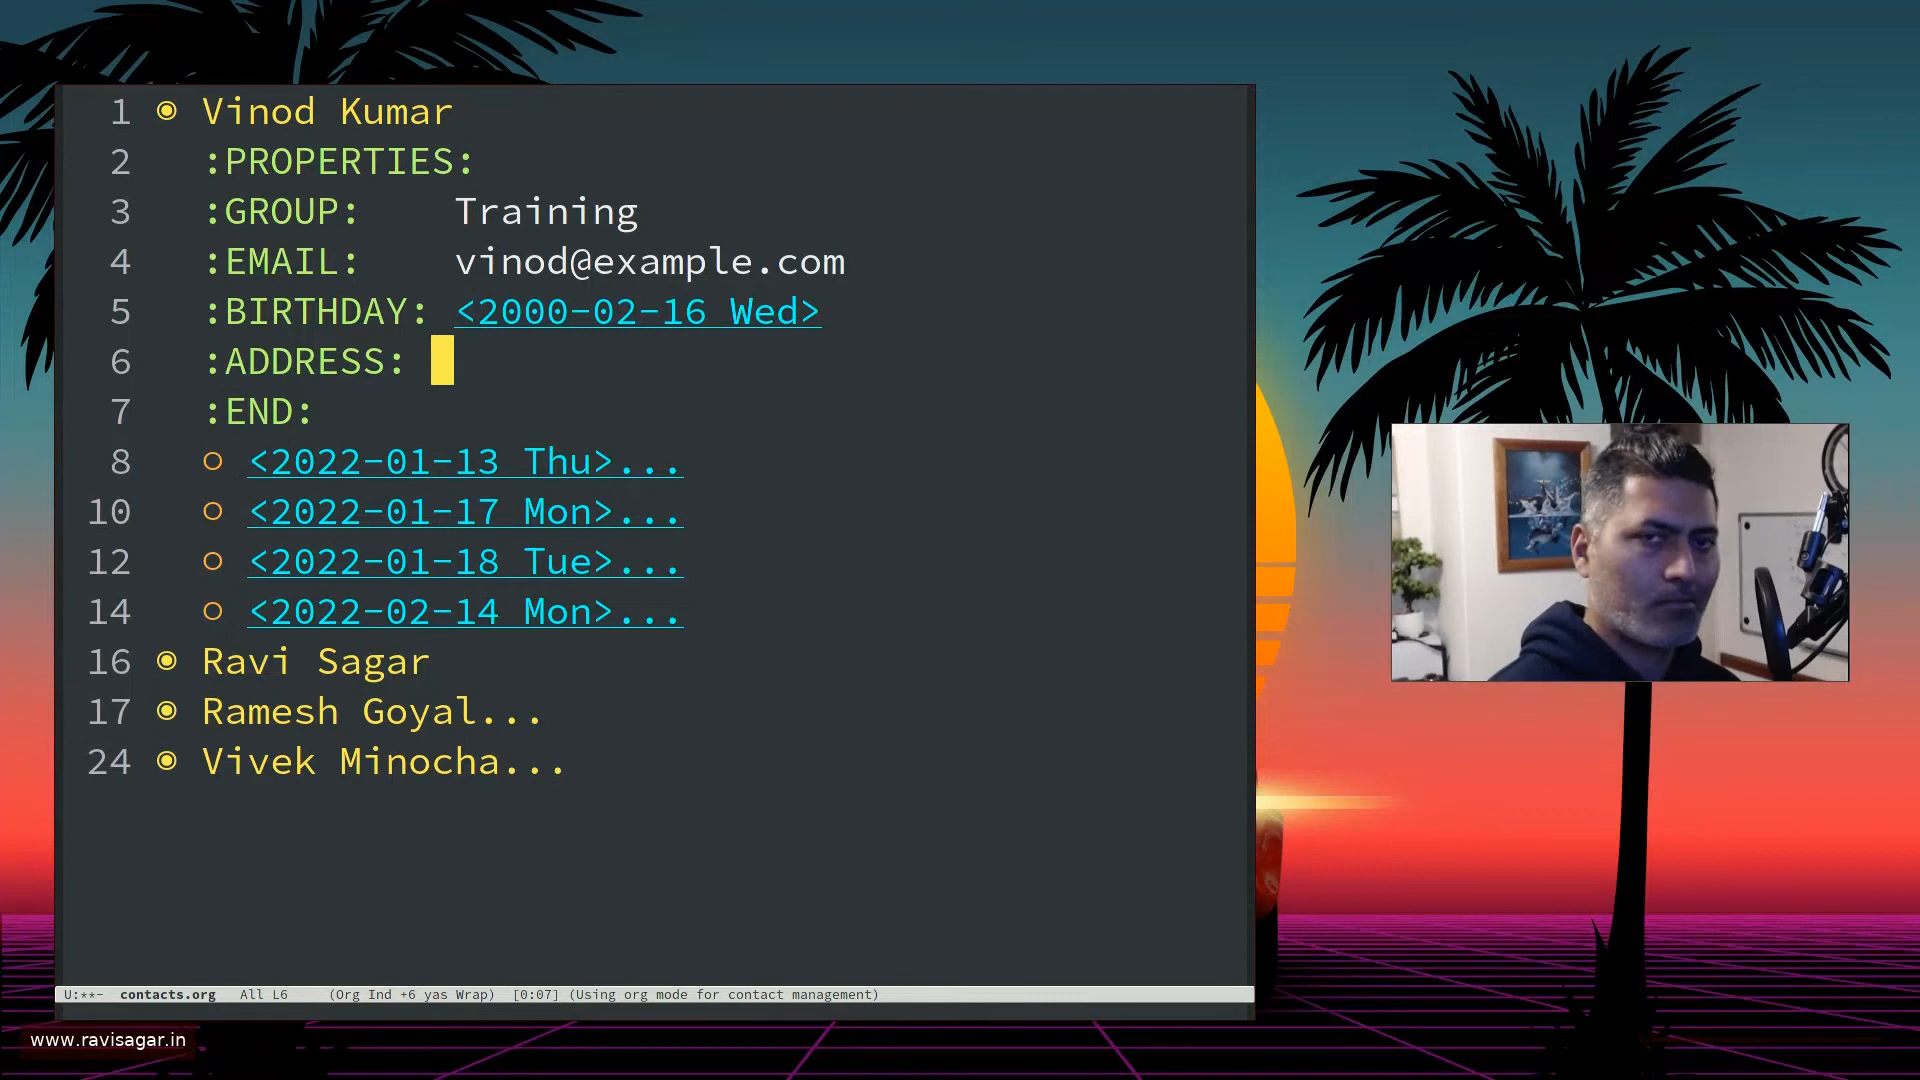 1 ◉ Vinod Kumar
2 :PROPERTIES:
3 :GROUP: Training
4 :EMAIL: vinod@example.com
5 :BIRTHDAY: <2000-02-16 Wed>
6 :ADDRESS:
7 :END:
8 ○ <2022-01-13 Thu>...
10 ○ <2022-01-17 Mon>...
12 ○ <2022-01-18 Tue>...
14 ○ <2022-02-14 Mon>...
16 ◉ Ravi Sagar
17 ◉ Ramesh Goyal...
24 ◉ Vivek Minocha...
U:**- contacts.org All L6 (Org Ind +6 yas Wrap) [0:07] (Using org mode for contact management)
www.ravisagar.in